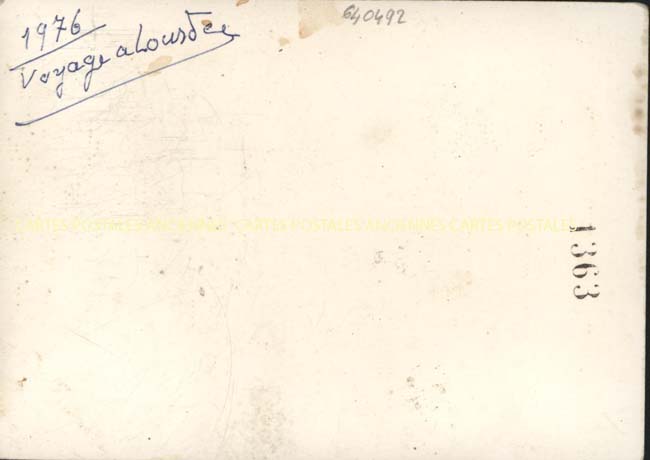 640492
1976
Voyage a Lourdes
CARTES POSTALES ANCIENNES CARTES POSTALES ANCIENNES CARTES POSTALES
1363